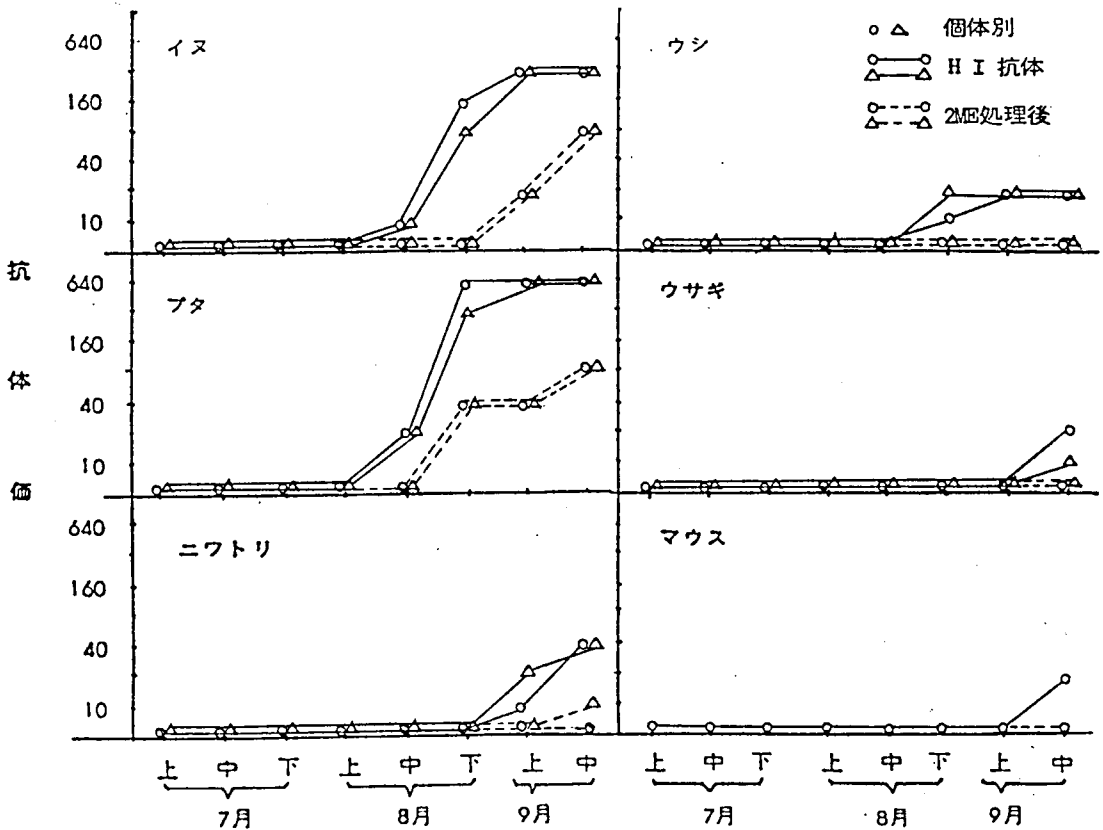 イヌ
640
160
40
10
ウシ
個体別
HI 抗体
2ME処理後
抗体価
ブタ
640
160
40
10
ウサギ
ニワトリ
640
160
40
10
マウス
上 中 下 上 中 下 上 中
7月 8月 9月
上 中 下 上 中 下 上 中
7月 8月 9月